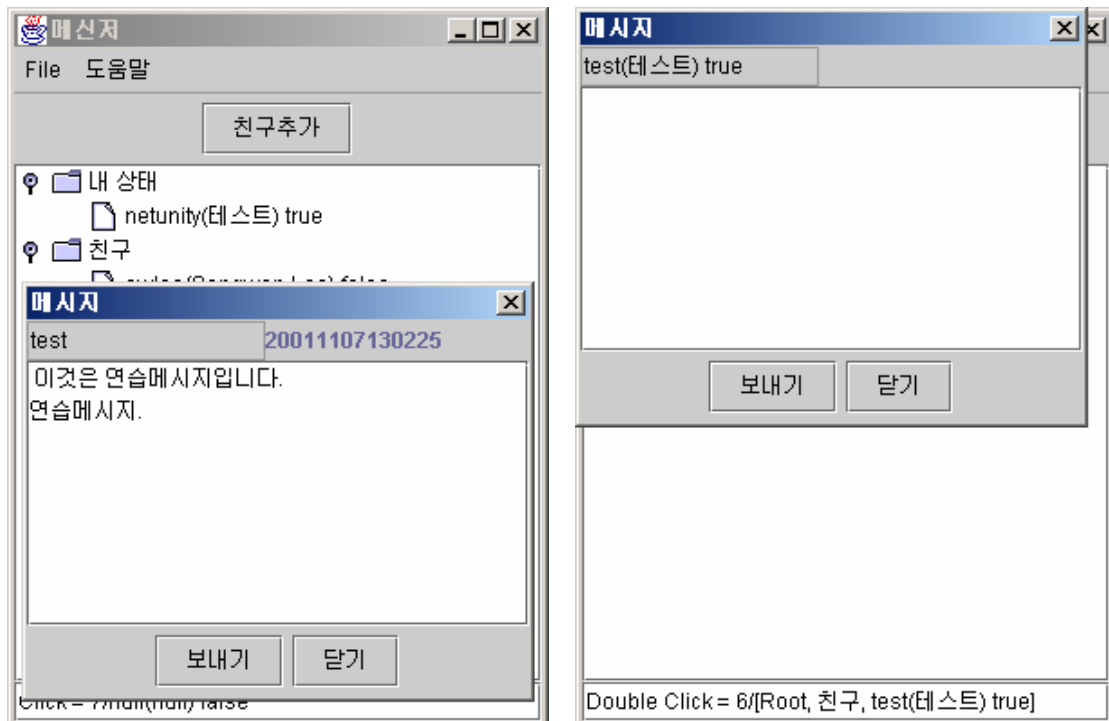 메신저
File 도움말
친구추가
내 상태
netunity(테스트) true
친구
메시지
test 20011107130225
이것은 연습메시지입니다.
연습메시지.
보내기 닫기
메시지
test(테스트) true
보내기 닫기
Double Click = 6/[Root, 친구, test(테스트) true]